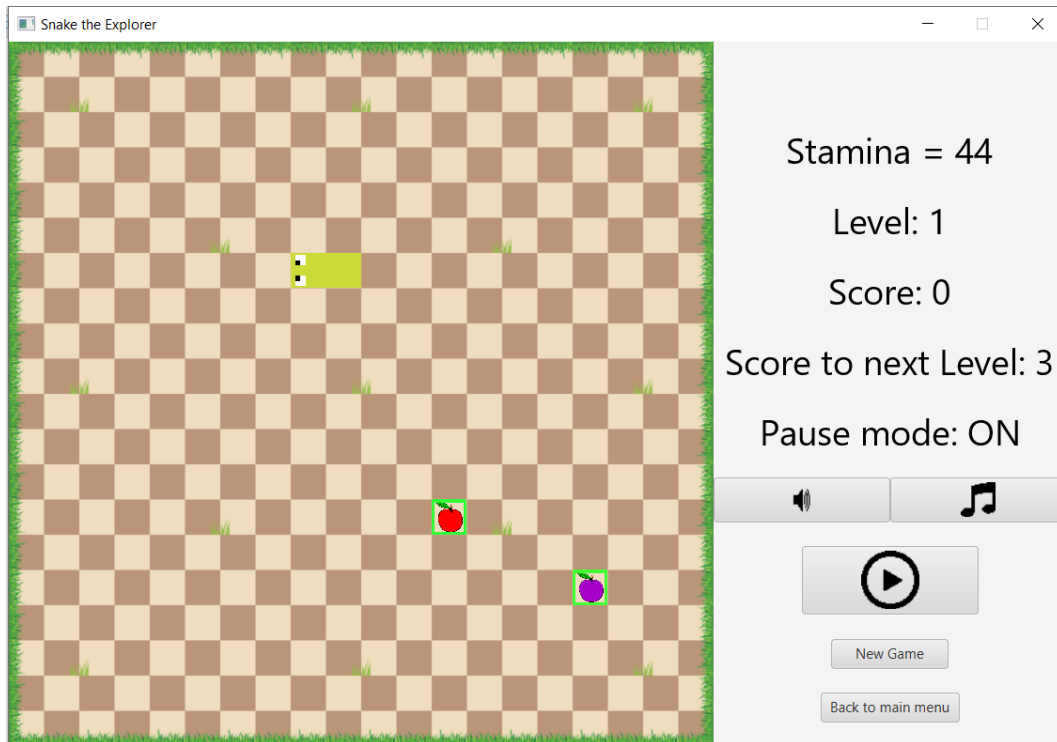 Snake the Explorer
Stamina = 44
Level: 1
Score: 0
Score to next Level: 3
Pause mode: ON
New Game
Back to main menu